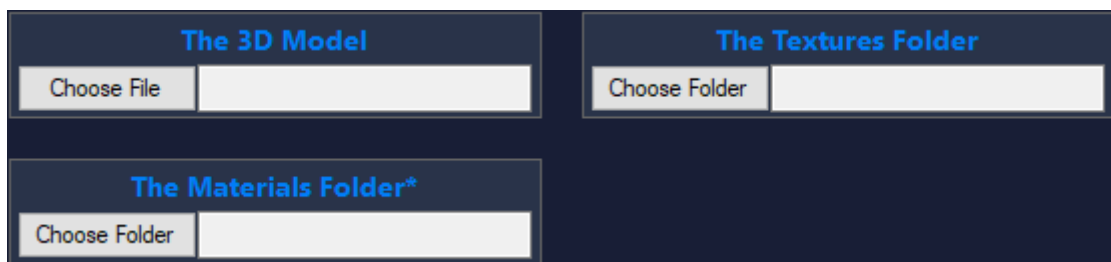 The 3D Model
Choose File
The Textures Folder
Choose Folder
The Materials Folder*
Choose Folder